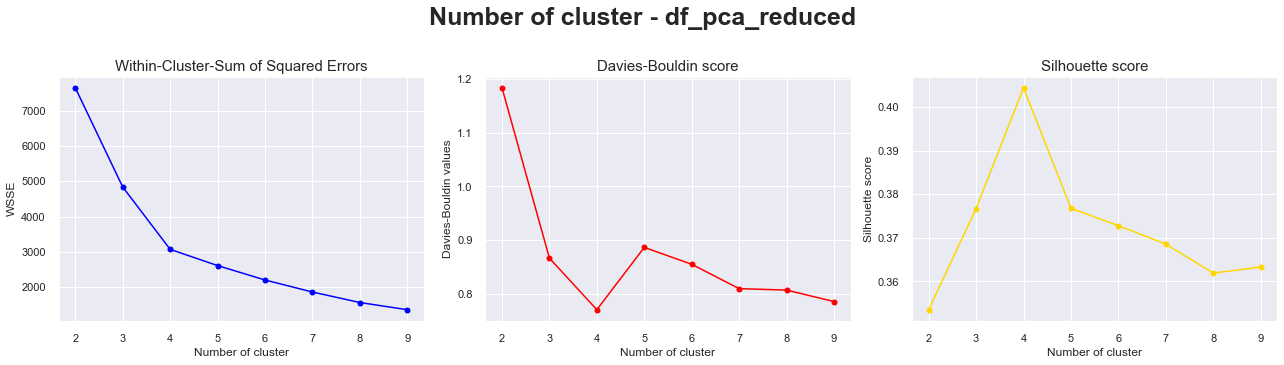 Number of cluster - df_pca_reduced
Within-Cluster-Sum of Squared Errors
WSSE
7000
6000
5000
4000
3000
2000
2 3 4 5 6 7 8 9
Number of cluster
Davies-Bouldin score
Davies-Bouldin values
1.2
1.1
1.0
0.9
0.8
2 3 4 5 6 7 8 9
Number of cluster
Silhouette score
Silhouette score
0.40
0.39
0.38
0.37
0.36
2 3 4 5 6 7 8 9
Number of cluster